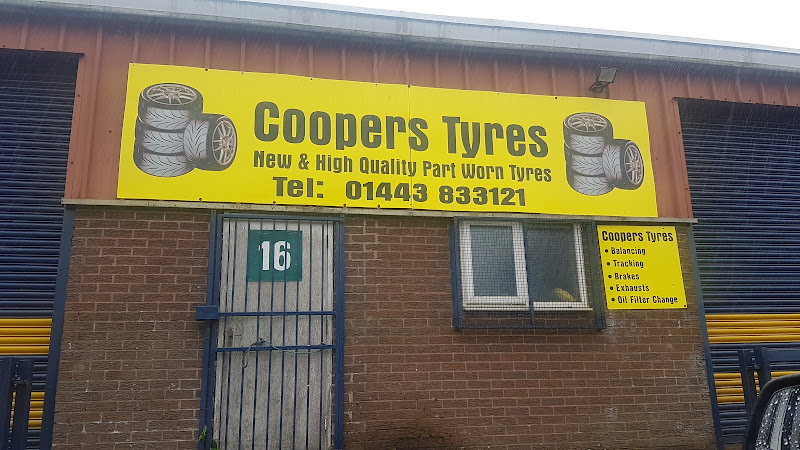 Coopers Tyres
New & High Quality Part Worn Tyres
Tel: 01443 833121
16
Coopers Tyres
• Balancing
• Tracking
• Brakes
• Exhausts
• Oil Filter Change